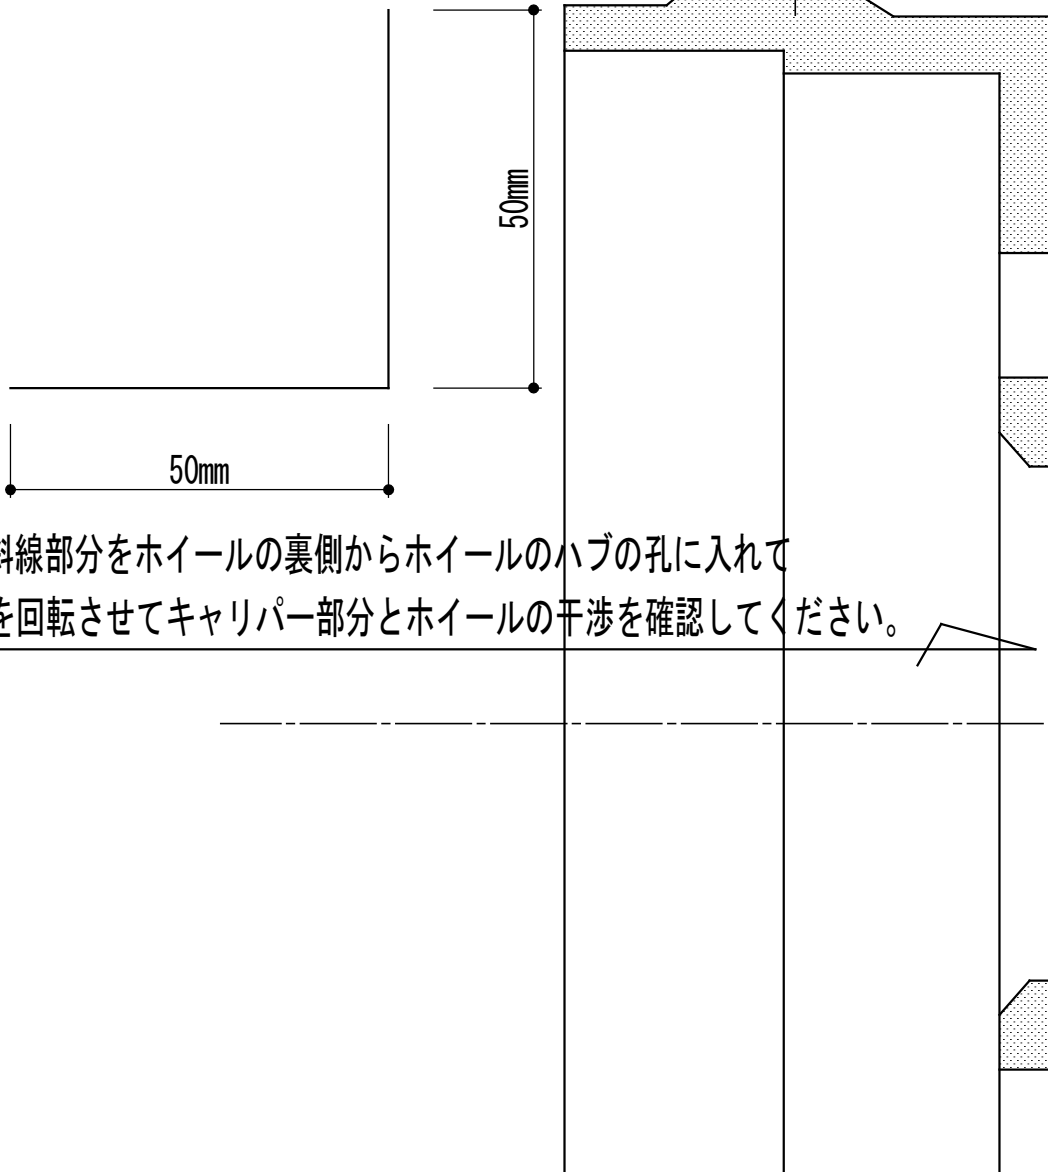 50mm
50mm
斜線部分をホイールの裏側からホイールのハブの孔に入れて
を回転させてキャリパー部分とホイールの干渉を確認してください。